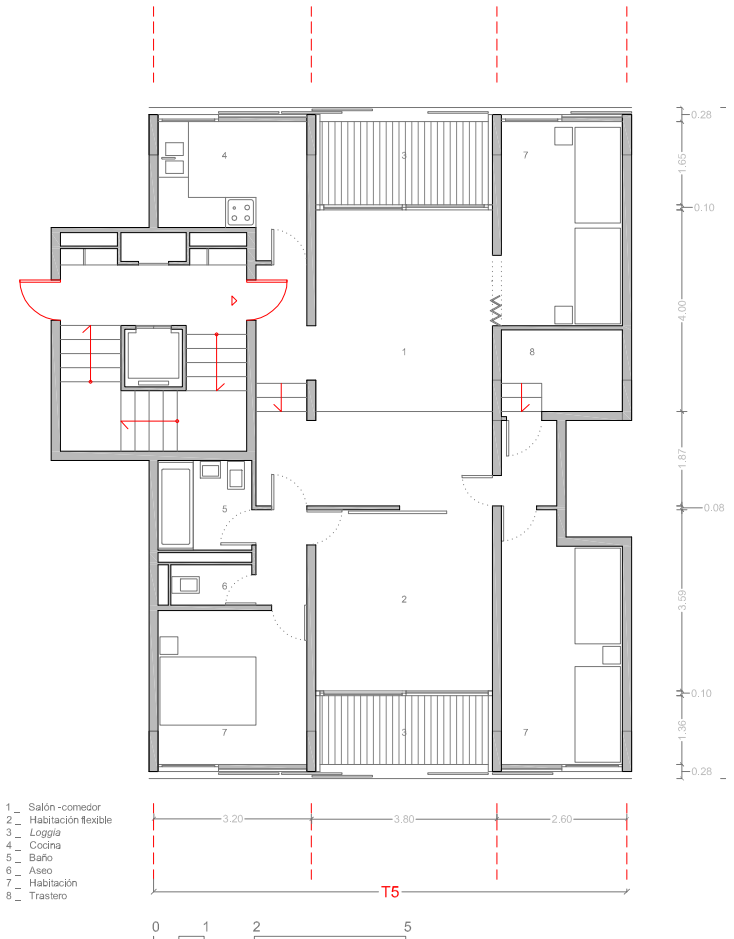 0.28
4
3
7
1.65
0.10
4.00
1
8
1.87
0.08
5
6
2
3.59
0.10
7
3
7
1.36
0.28
1 _ Salón -comedor
2 _ Habitación flexible
3 _ Loggia
4 _ Cocina
5 _ Baño
6 _ Aseo
7 _ Habitación
8 _ Trastero
3.20
3.80
2.60
T5
0 1 2 5